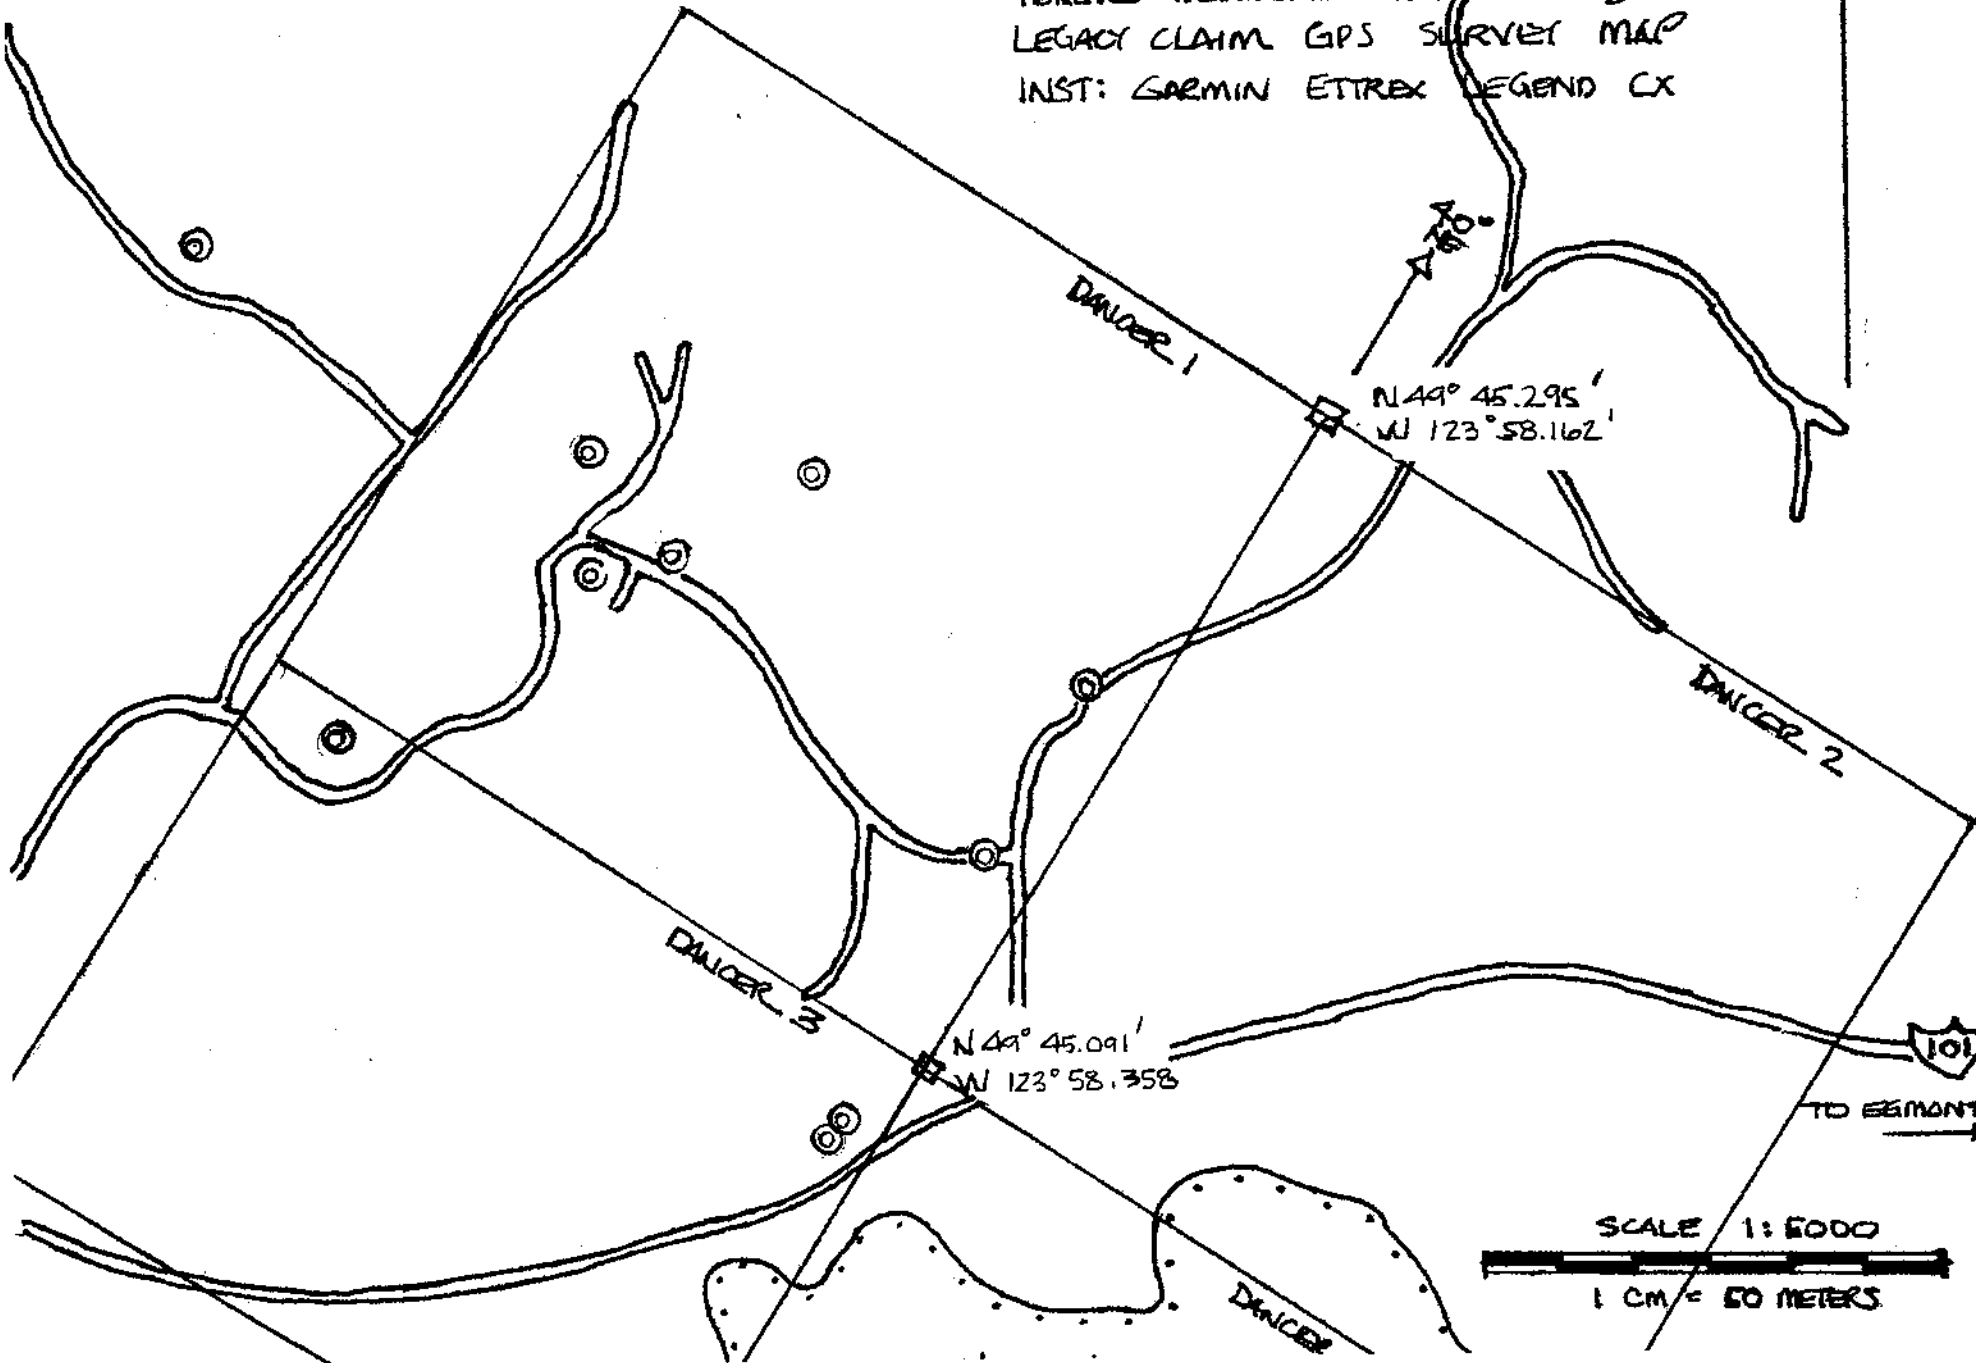 LEGACY CLAIM GPS SURVEY MAP
INST: GARMIN ETTREX LEGEND CX
40°
NE
DANCER 1
N 49° 45.295'
W 123° 58.162'
DANCER 2
DANCER 3
N 49° 45.091'
W 123° 58.358
101
TO EGMONT
SCALE 1:5000
1 CM = 50 METERS
DANCER